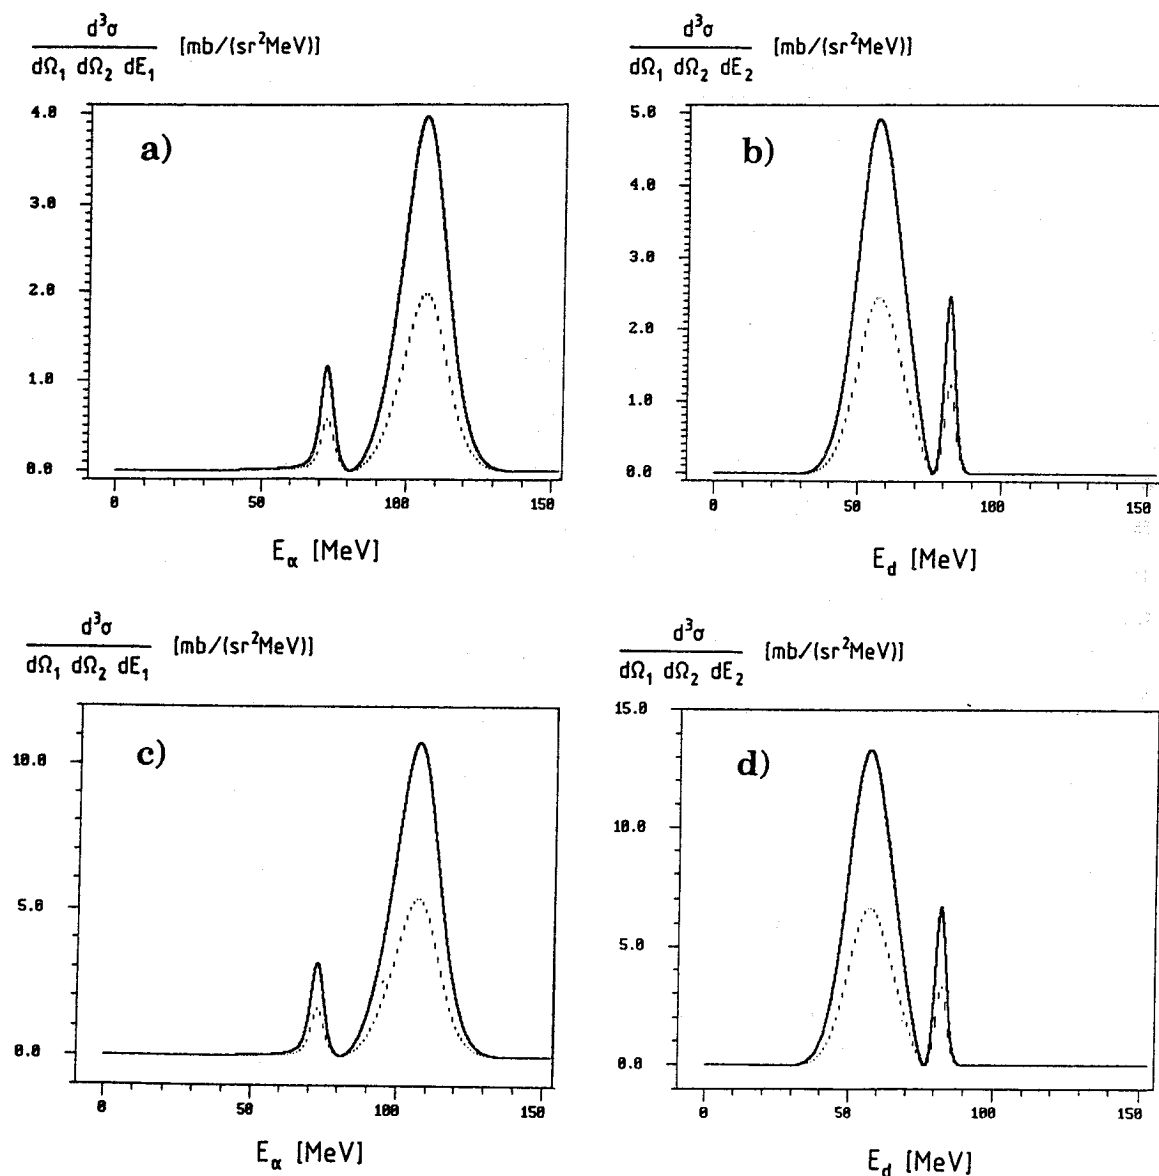 d³σ
[mb/(sr²MeV)]
dΩ₁ dΩ₂ dE₁
a)
4.0
3.0
2.0
1.0
0.0
0
50
100
150
E_α [MeV]
d³σ
[mb/(sr²MeV)]
dΩ₁ dΩ₂ dE₂
b)
5.0
4.0
3.0
2.0
1.0
0.0
0
50
100
150
E_d [MeV]
d³σ
[mb/(sr²MeV)]
dΩ₁ dΩ₂ dE₁
c)
10.0
5.0
0.0
0
50
100
150
E_α [MeV]
d³σ
[mb/(sr²MeV)]
dΩ₁ dΩ₂ dE₂
15.0
d)
10.0
5.0
0.0
0
50
100
150
E_d [MeV]